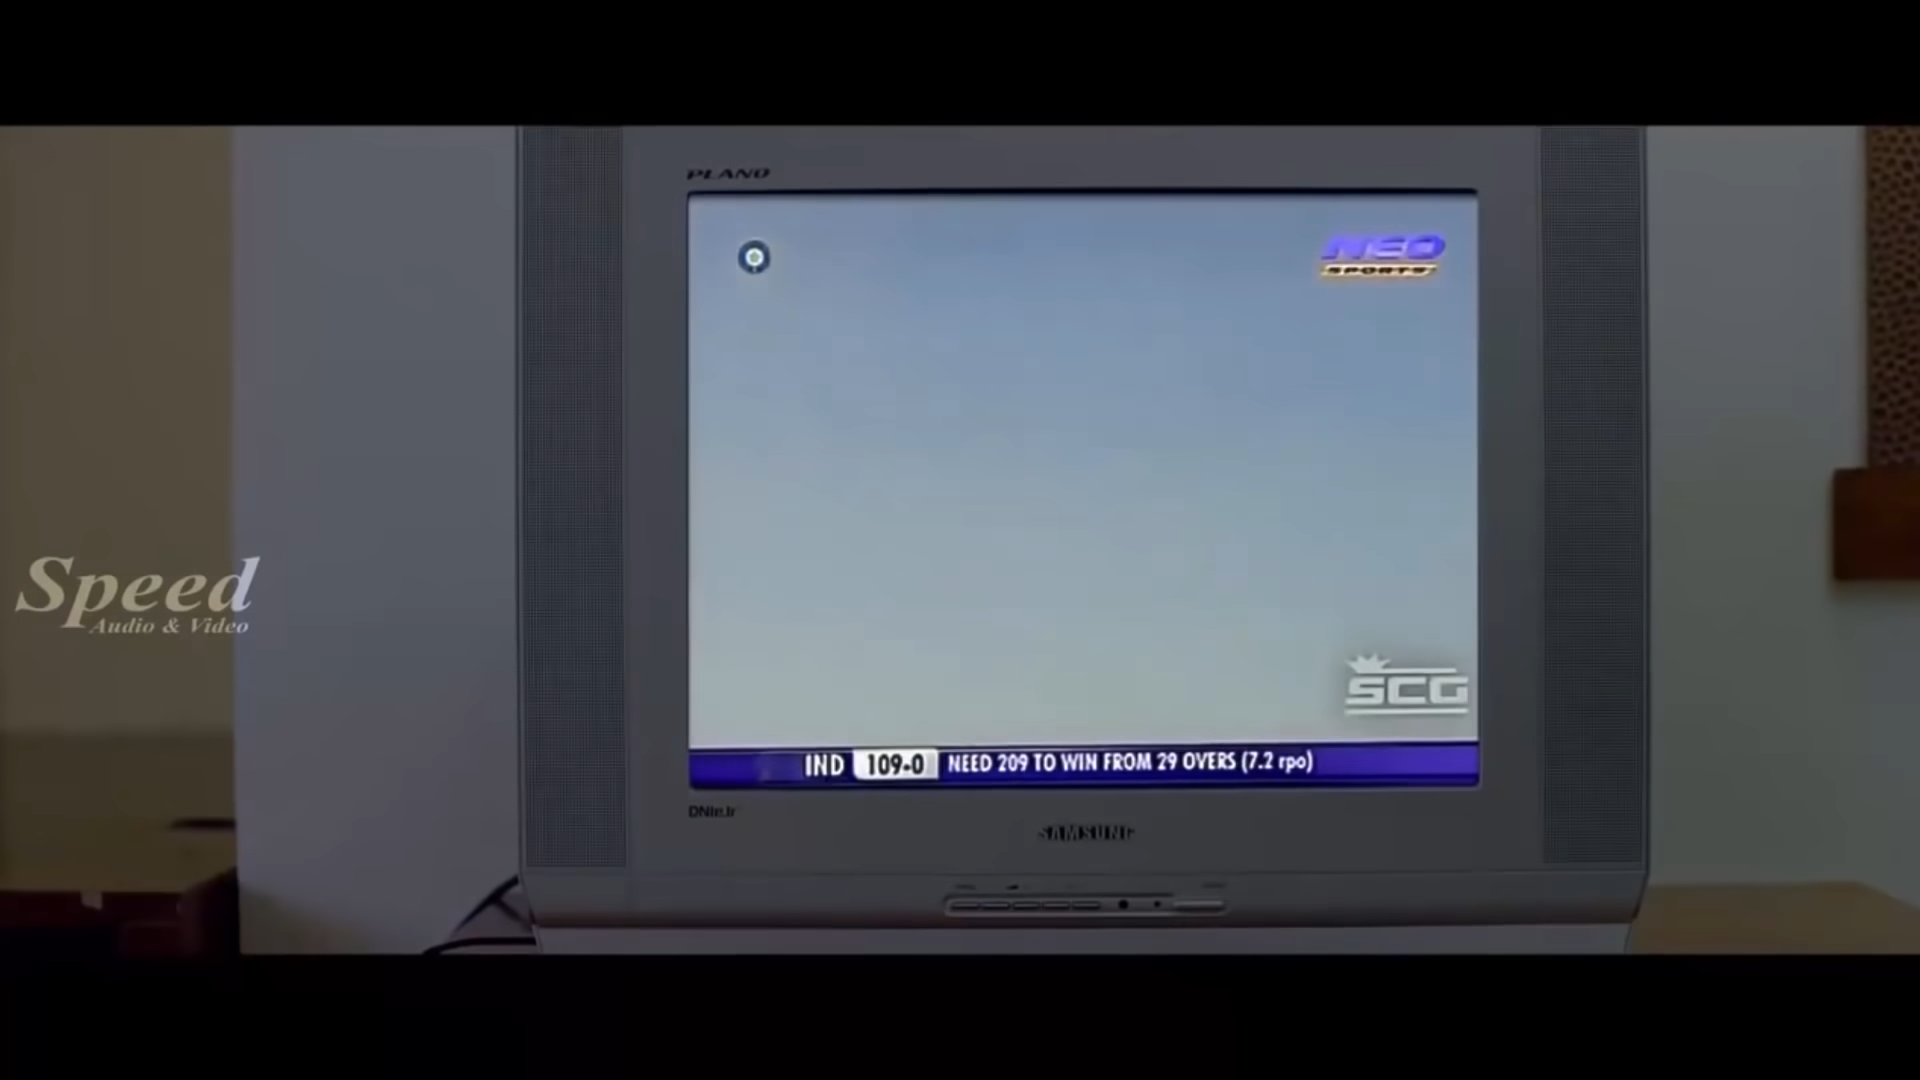 PLANO
NEO
SPORTS
Speed
Audio & Video
SCG
IND 109-0 NEED 209 TO WIN FROM 29 OVERS (7.2 rpo)
DNIe.Jr
SAMSUNG